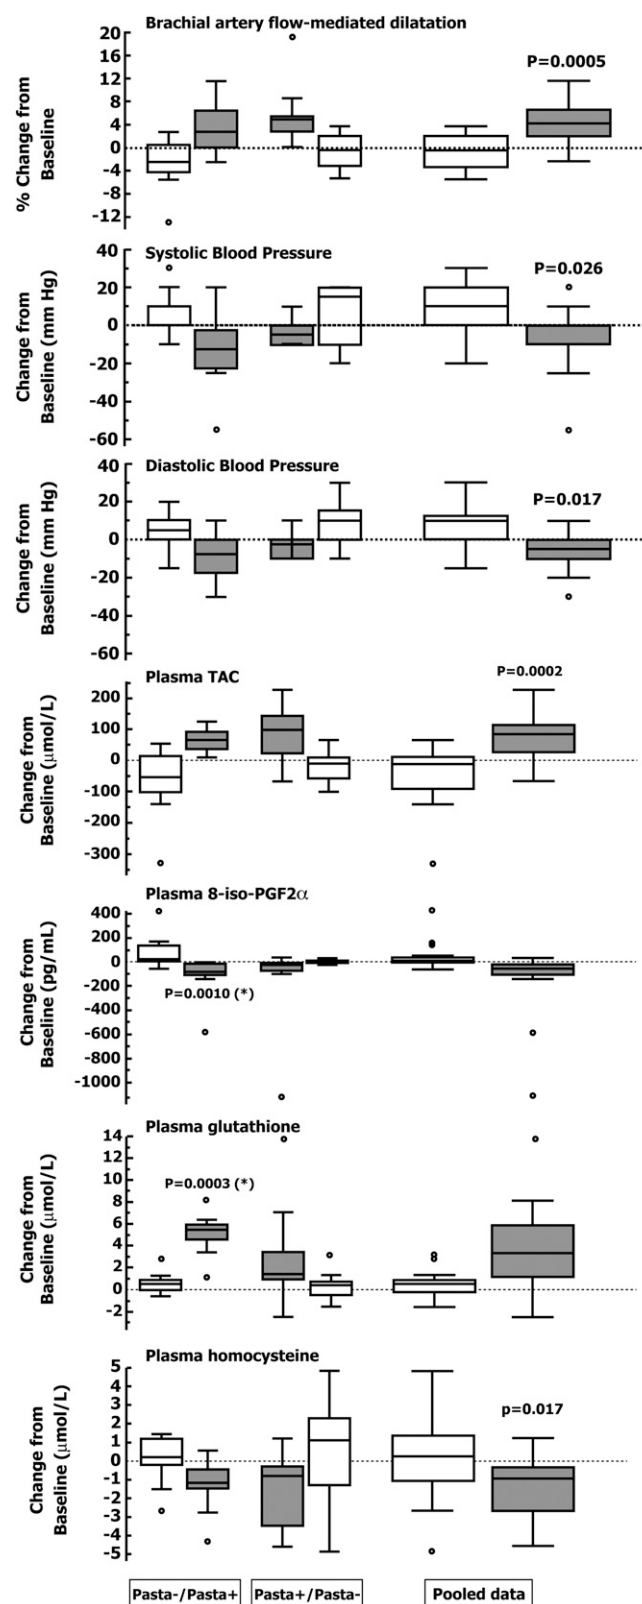 Brachial artery flow-mediated dilatation
% Change from
Baseline
20
16
12
8
4
0
-4
-8
-12
P=0.0005
Systolic Blood Pressure
Change from
Baseline (mm Hg)
40
20
0
-20
-40
-60
P=0.026
Diastolic Blood Pressure
Change from
Baseline (mm Hg)
40
20
0
-20
-40
-60
P=0.017
Plasma TAC
Change from
Baseline (μmol/L)
200
100
0
-100
-200
-300
P=0.0002
Plasma 8-iso-PGF2α
Change from
Baseline (pg/mL)
400
200
0
-200
-400
-600
-800
-1000
P=0.0010 (*)
Plasma glutathione
Change from
Baseline (μmol/L)
14
12
10
8
6
4
2
0
-2
P=0.0003 (*)
Plasma homocysteine
Change from
Baseline (μmol/L)
5
4
3
2
1
0
-1
-2
-3
-4
-5
p=0.017
Pasta-/Pasta+
Pasta+/Pasta-
Pooled data